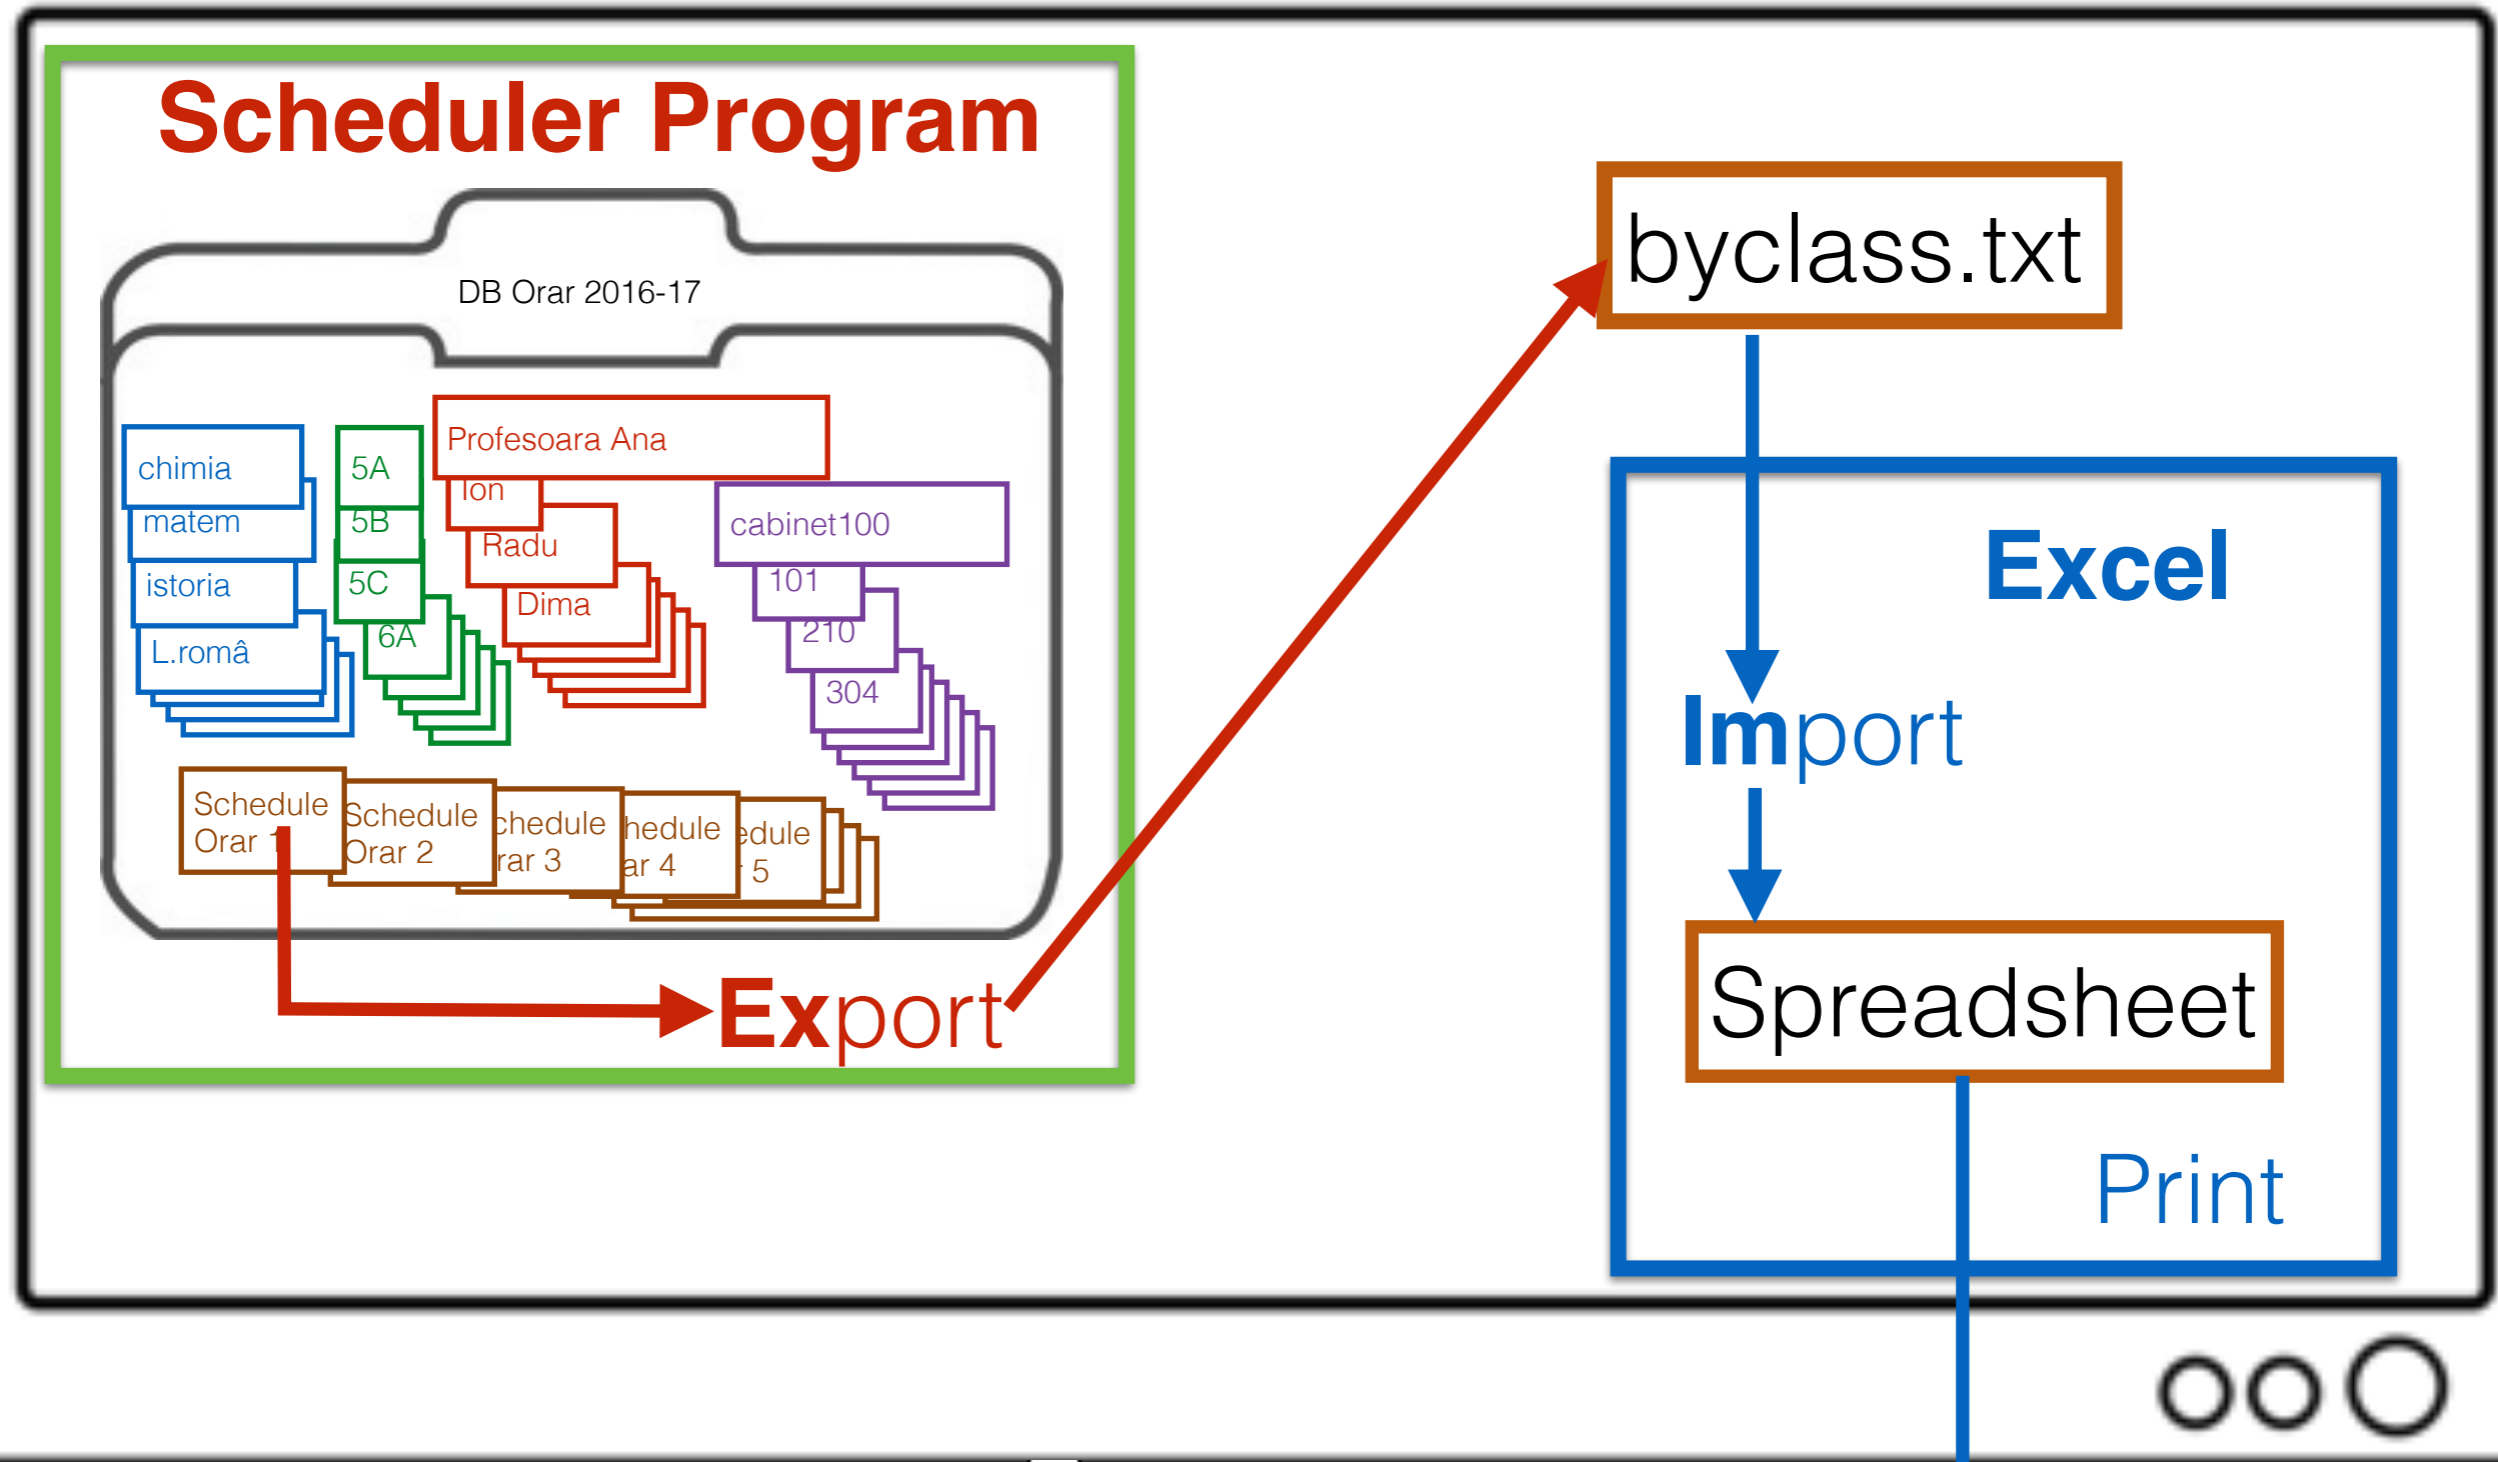 Scheduler Program
DB Orar 2016-17
chimia
matem
istoria
L.româ
5A
5B
5C
6A
Profesoara Ana
Ion
Radu
Dima
cabinet100
101
210
304
Schedule
Orar 1
Schedule
Orar 2
chedule
rar 3
hedule
ar 4
edule
5
Export
byclass.txt
Excel
Import
Spreadsheet
Print